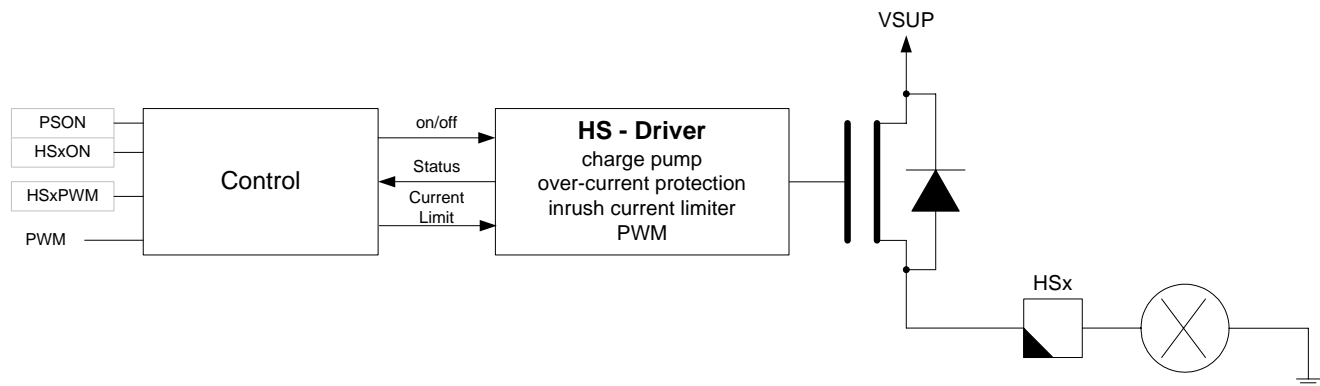 VSUP
PSON
HSxON
HSxPWM
PWM
Control
on/off
Status
Current
Limit
HS - Driver
charge pump
over-current protection
inrush current limiter
PWM
HSx